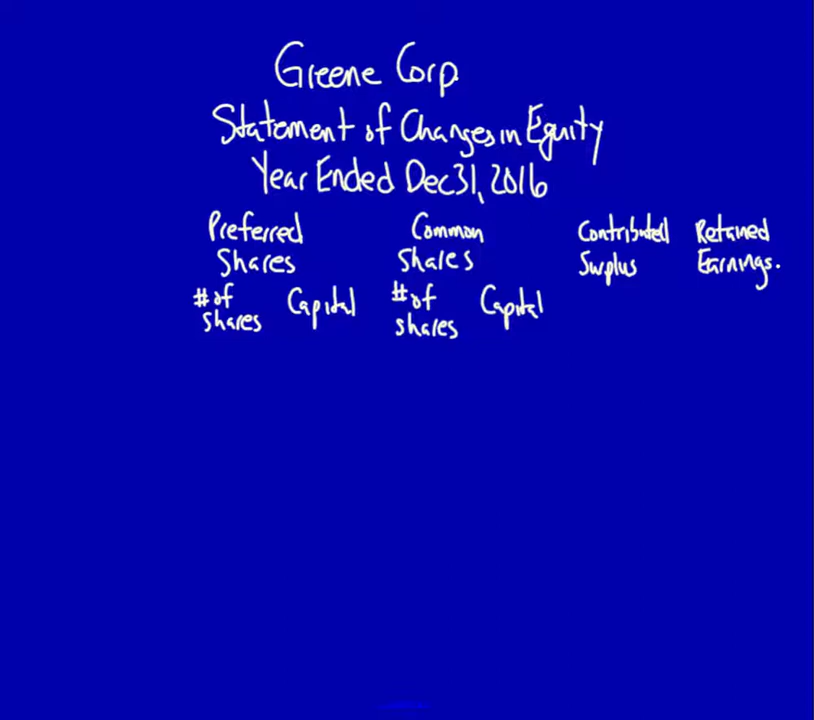 Greene Corp.
Statement of Changes in Equity
Year Ended Dec 31, 2016
Preferred Common Contributed Retained
Shares Shares Surplus Earnings.
# of Capital # of Capital
shares shares